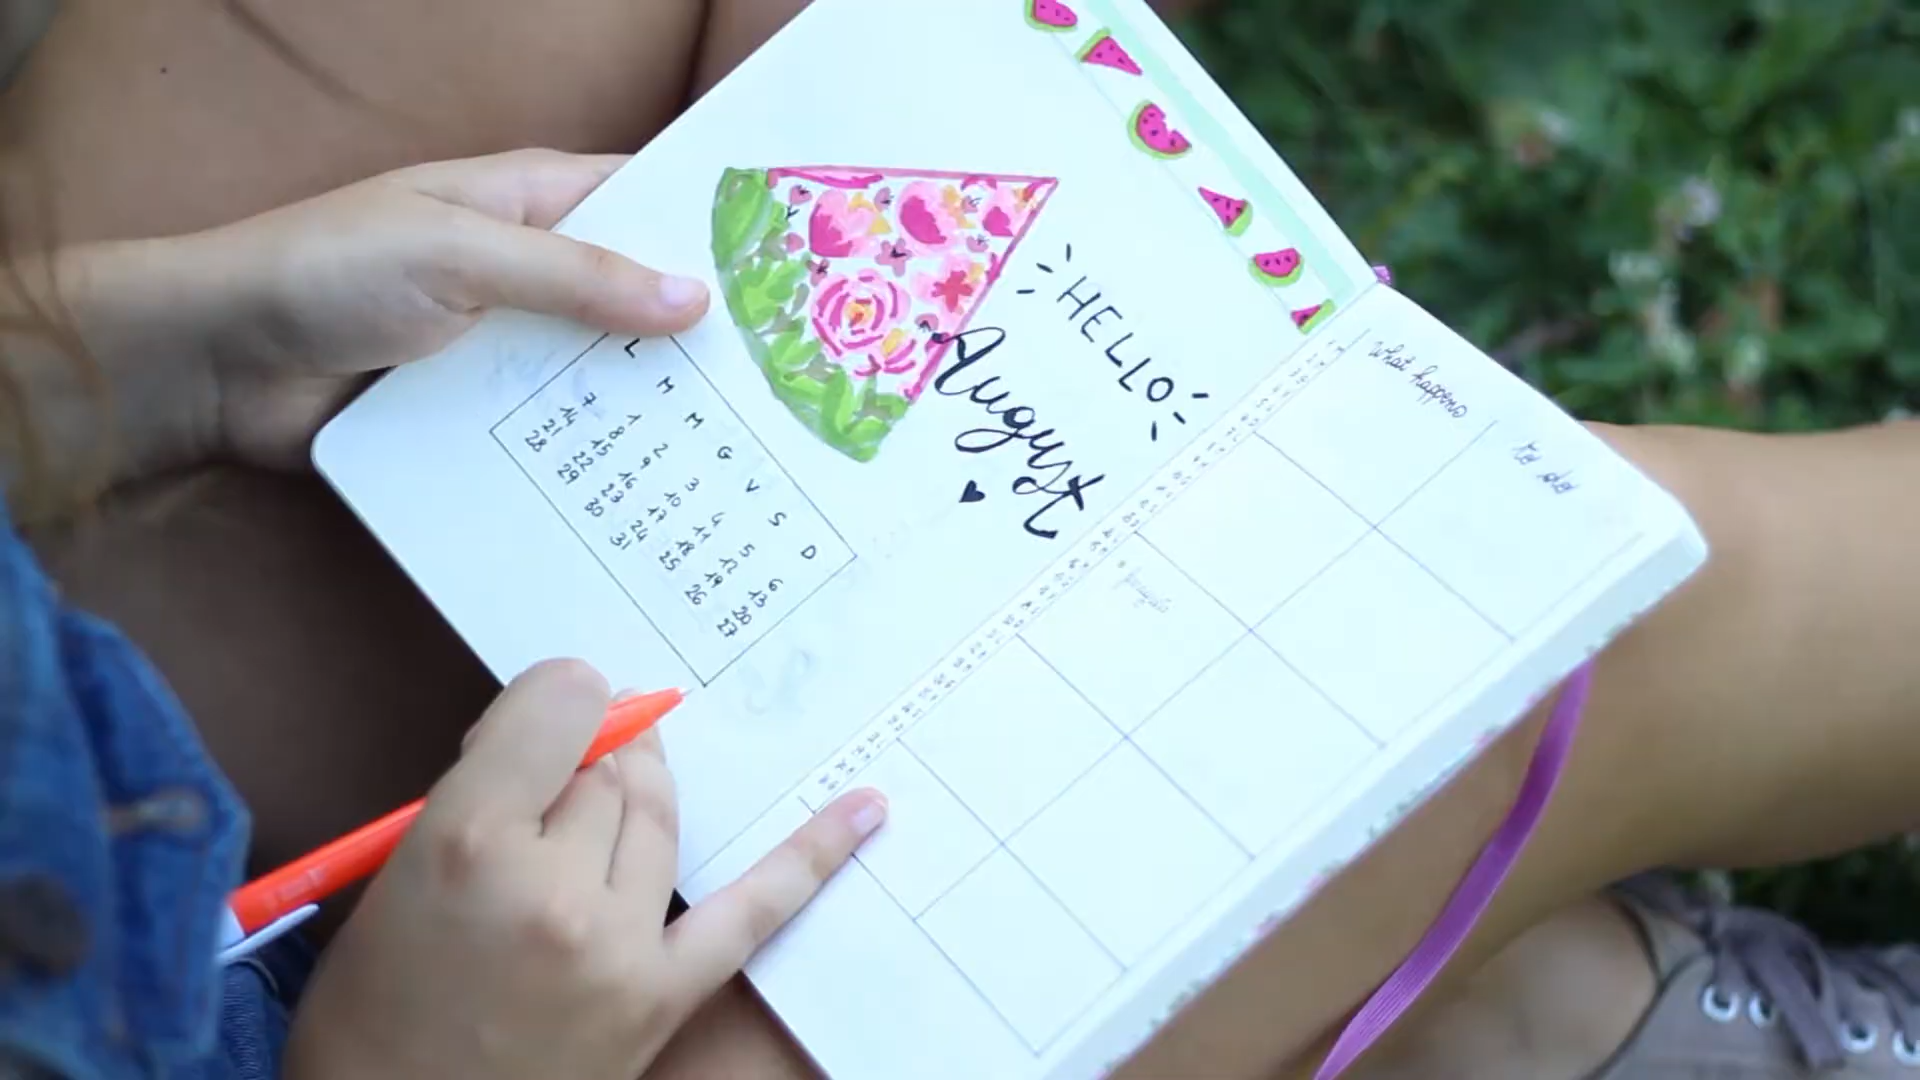 HELLO
August
L M M G V S D
1 2 3 4 5 6
7 8 9 10 11 12 13
14 15 16 17 18 19 20
21 22 23 24 25 26 27
28 29 30 31
What happens
to do